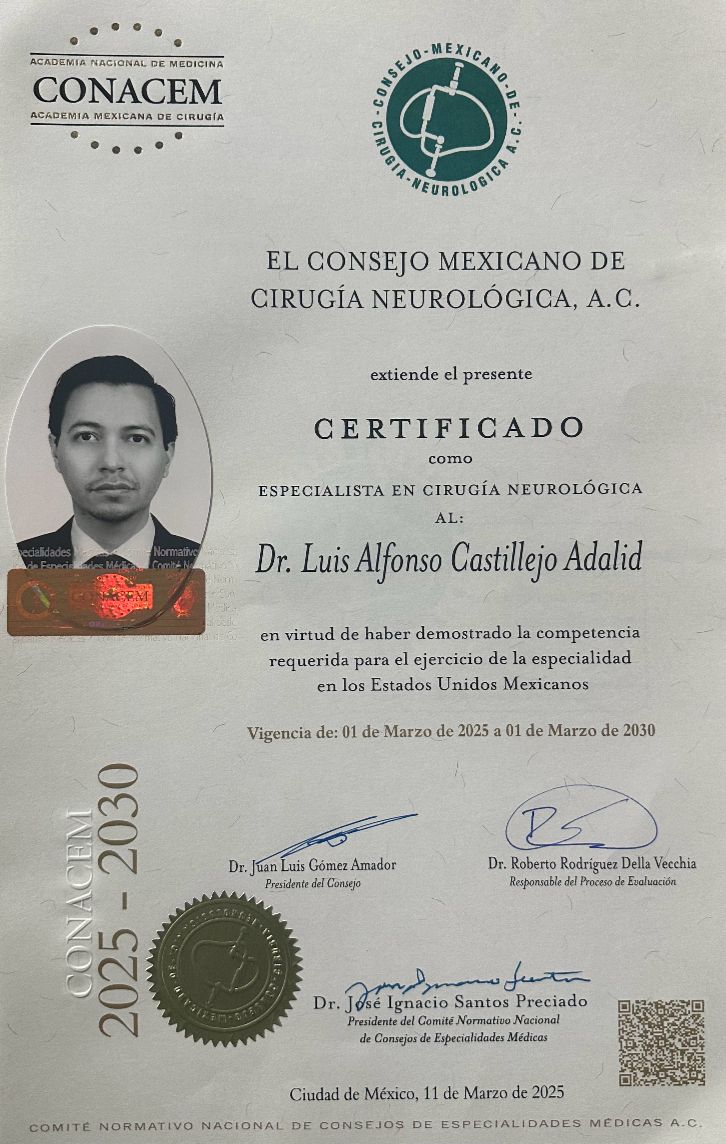 ACADEMIA NACIONAL DE MEDICINA
CONACEM
ACADEMIA MEXICANA DE CIRUGÍA
CONSEJO-MEXICANO-DE-
CIRUGIA-NEUROLOGICA A.C.
EL CONSEJO MEXICANO DE
CIRUGÍA NEUROLÓGICA, A.C.
extiende el presente
CERTIFICADO
como
ESPECIALISTA EN CIRUGÍA NEUROLÓGICA
AL:
Dr. Luis Alfonso Castillejo Adalid
en virtud de haber demostrado la competencia
requerida para el ejercicio de la especialidad
en los Estados Unidos Mexicanos
Vigencia de: 01 de Marzo de 2025 a 01 de Marzo de 2030
CONACEM
CONACEM
2025 - 2030
Dr. Juan Luis Gómez Amador
Presidente del Consejo
Dr. Roberto Rodríguez Della Vecchia
Responsable del Proceso de Evaluación
Dr. José Ignacio Santos Preciado
Presidente del Comité Normativo Nacional
de Consejos de Especialidades Médicas
Ciudad de México, 11 de Marzo de 2025
COMITÉ NORMATIVO NACIONAL DE CONSEJOS DE ESPECIALIDADES MÉDICAS A.C.